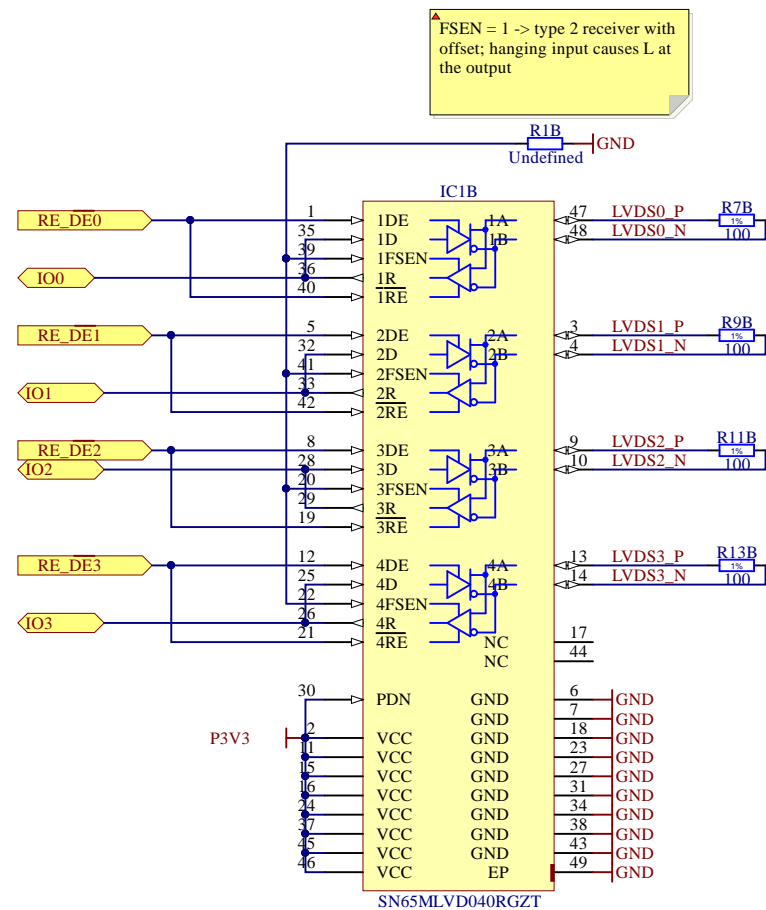 FSEN = 1 -> type 2 receiver with
offset; hanging input causes L at
the output
R1B
GND
Undefined
IC1B
RE_DE0 1 1DE 1A 47 LVDS0_P R7B
35 1D 1B 48 LVDS0_N 1% 100
39 1FSEN
IO0 36 1R
40 1RE
RE_DE1 5 2DE 2A 3 LVDS1_P R9B
32 2D 2B 4 LVDS1_N 1% 100
41 2FSEN
IO1 33 2R
42 2RE
RE_DE2 8 3DE 3A 9 LVDS2_P R11B
IO2 28 3D 3B 10 LVDS2_N 1% 100
20 3FSEN
29 3R
19 3RE
RE_DE3 12 4DE 4A 13 LVDS3_P R13B
25 4D 4B 14 LVDS3_N 1% 100
22 4FSEN
IO3 26 4R
21 4RE NC 17
NC 44
30 PDN GND 6 GND
GND 7 GND
P3V3 2 VCC GND 18 GND
11 VCC GND 23 GND
15 VCC GND 27 GND
16 VCC GND 31 GND
24 VCC GND 34 GND
37 VCC GND 38 GND
45 VCC GND 43 GND
46 VCC EP 49 GND
SN65MLVD040RGZT